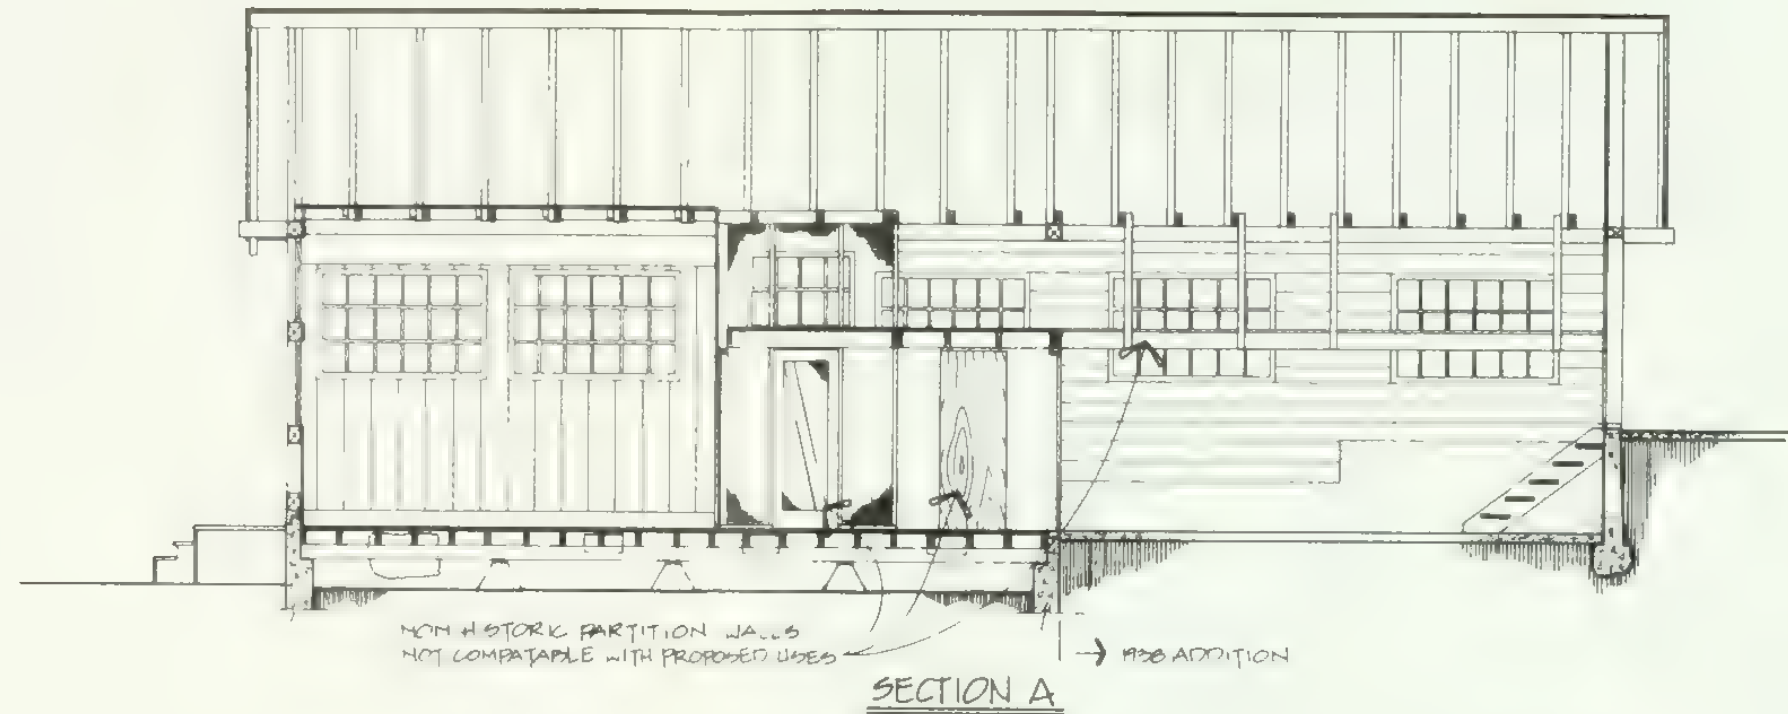 NON HISTORIC PARTITION WALLS
NOT COMPATABLE WITH PROPOSED USES
1938 ADDITION
SECTION A